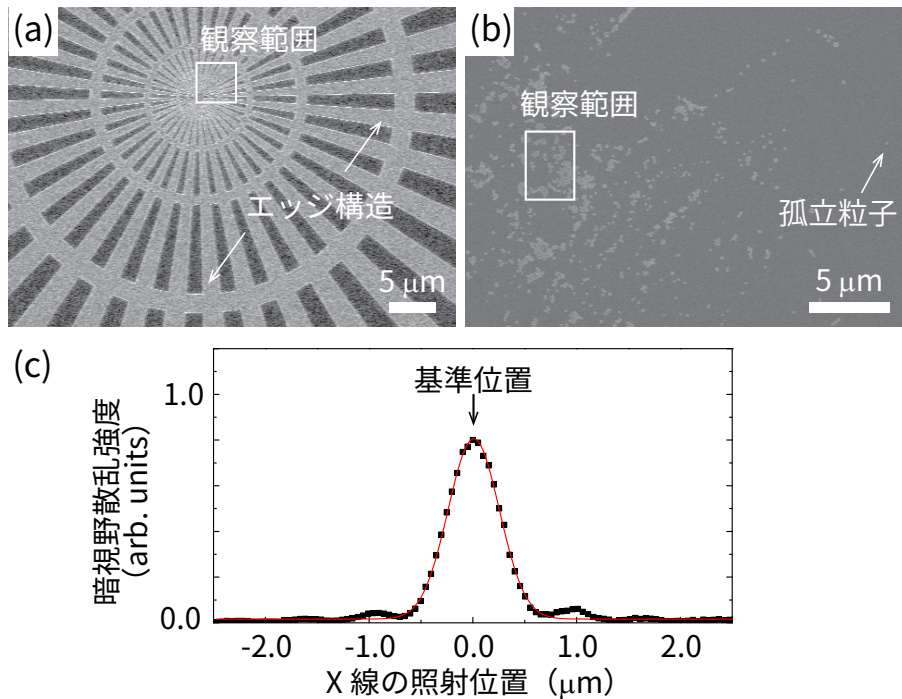 (a)
観察範囲
エッジ構造
5 μm
(b)
観察範囲
孤立粒子
5 μm
(c)
基準位置
1.0
0.0
暗視野散乱強度
(arb. units)
-2.0 -1.0 0.0 1.0 2.0
X 線の照射位置（μm）